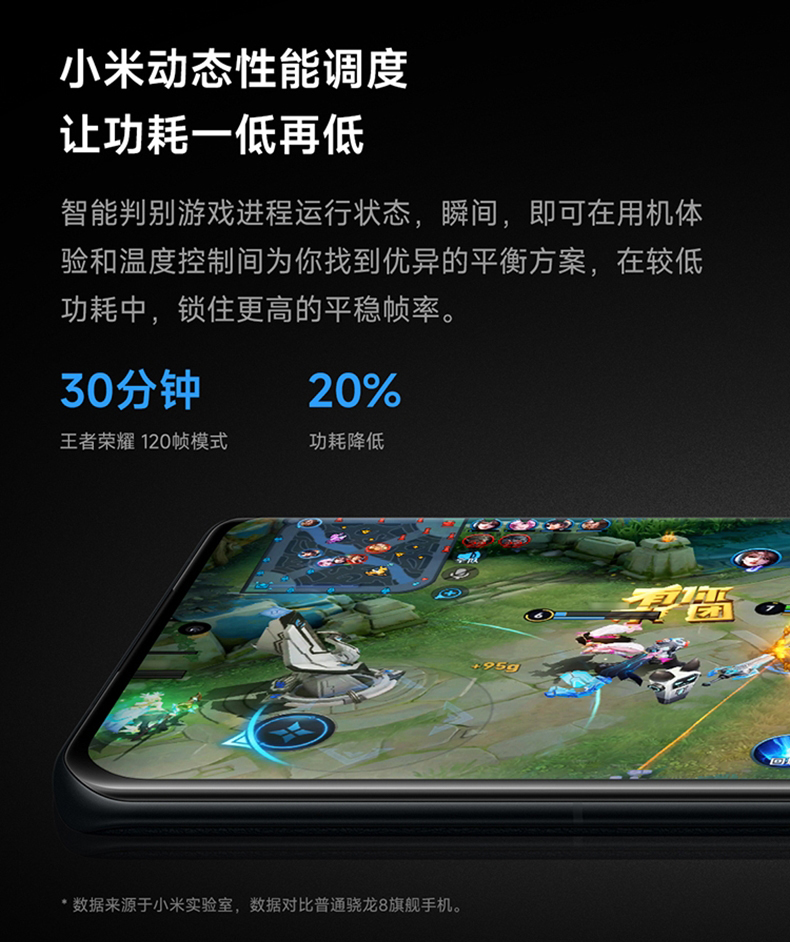 小米动态性能调度
让功耗一低再低
智能判别游戏进程运行状态，瞬间，即可在用机体
验和温度控制间为你找到优异的平衡方案，在较低
功耗中，锁住更高的平稳帧率。
30分钟
20%
王者荣耀 120帧模式
功耗降低
6
7
+95g
* 数据来源于小米实验室，数据对比普通骁龙8旗舰手机。